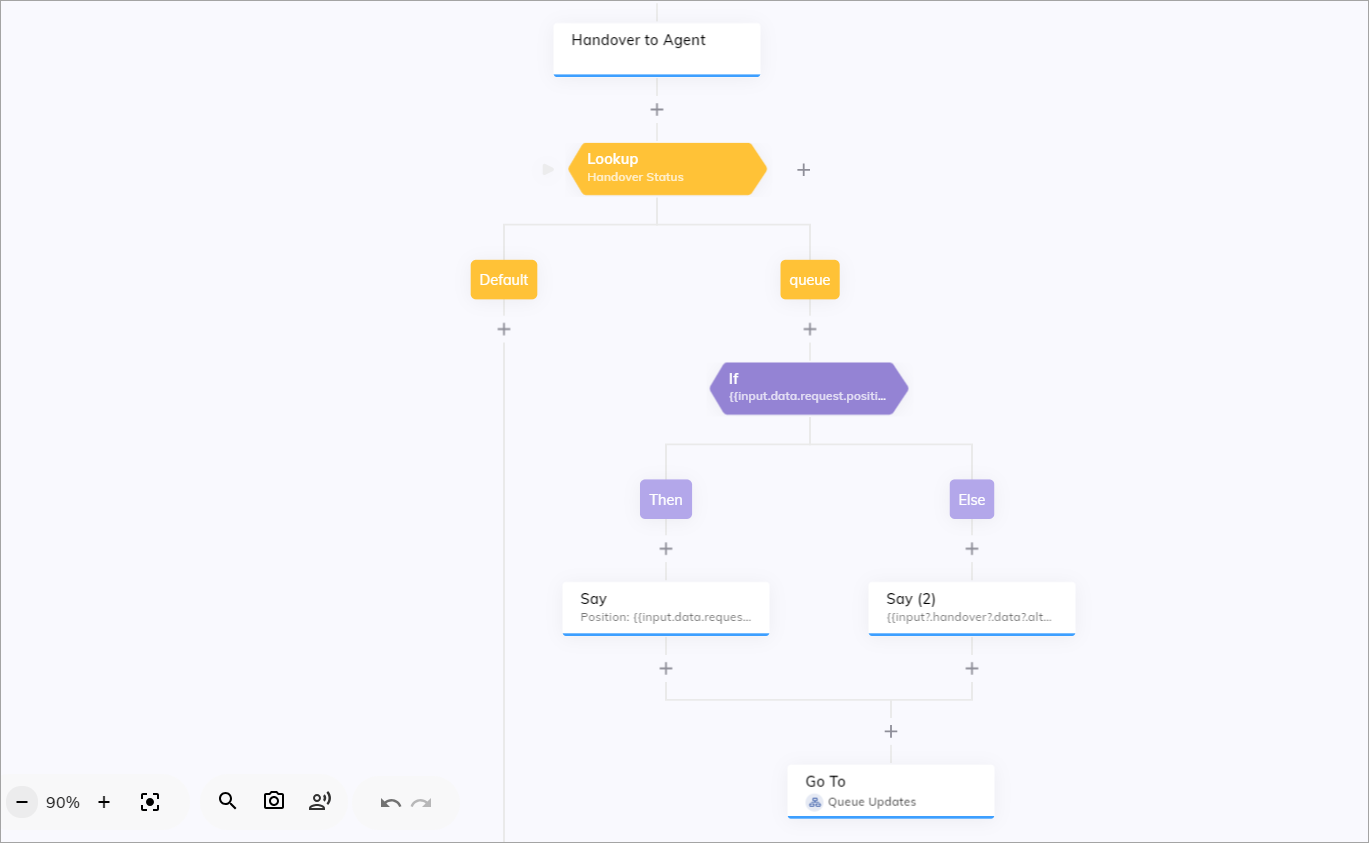 Handover to Agent
Lookup
Handover Status
Default
queue
If
{{input.data.request.positi...
Then
Else
Say
Position: {{input.data.reques...
Say (2)
{{input?.handover?.data?.alt...
Go To
Queue Updates
90%